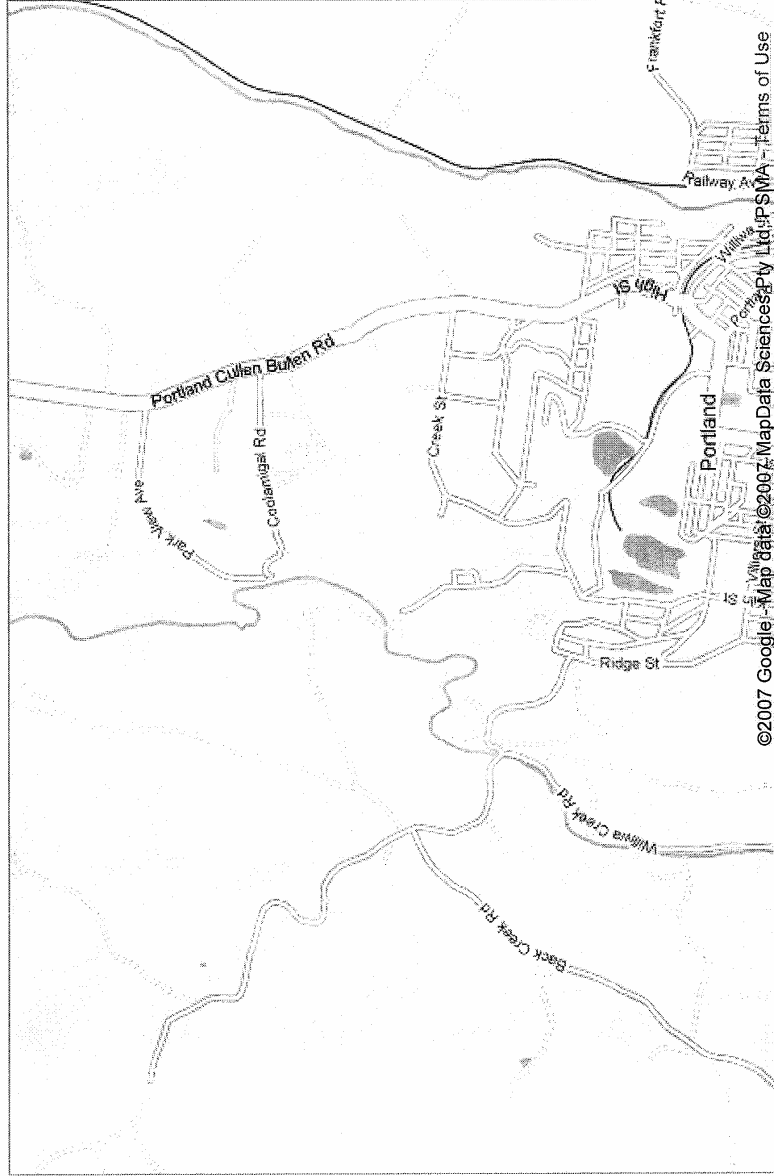 Frankfort
Railway Av
High St
Portland Cullen Bullen Rd
Creek St
Park View Ave
Coolamigal Rd
Portland
Ridge St
Williwa Creek Rd
Back Creek Rd
©2007 Google - Map data ©2007 MapData Sciences Pty Ltd, PSMA - Terms of Use